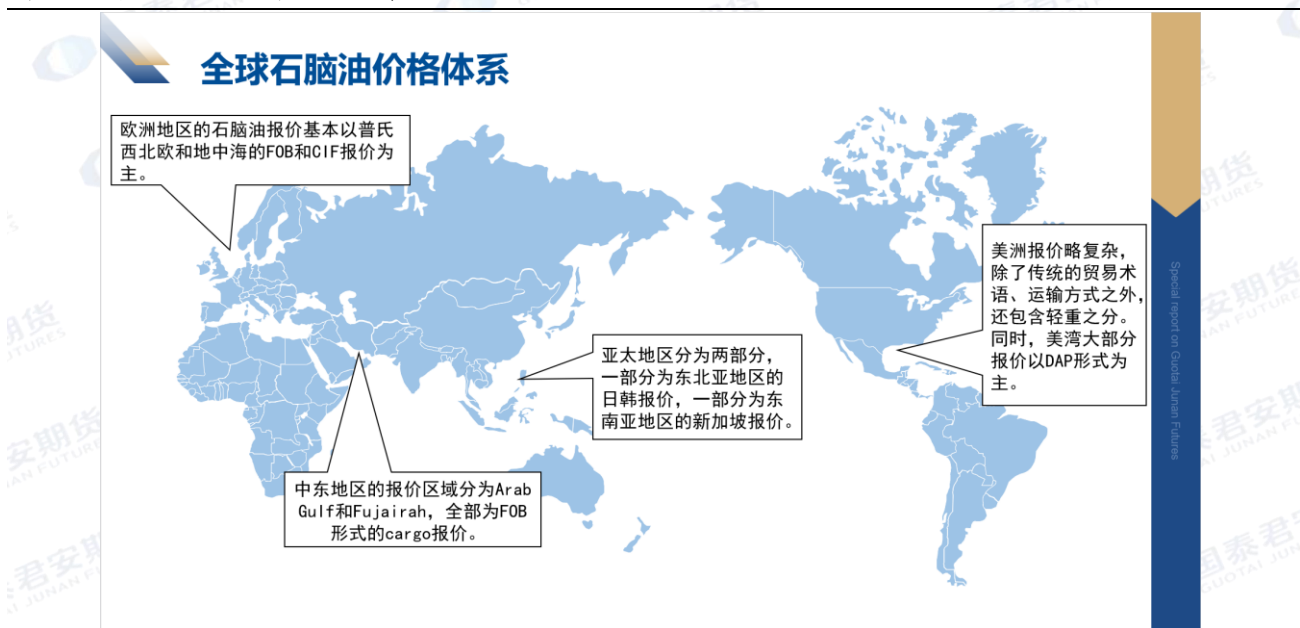 全球石脑油价格体系
欧洲地区的石脑油报价基本以普氏
西北欧和地中海的FOB和CIF报价为
主。
美洲报价略复杂，
除了传统的贸易术
语、运输方式之外，
还包含轻重之分。
同时，美湾大部分
报价以DAP形式为
主。
亚太地区分为两部分，
一部分为东北亚地区的
日韩报价，一部分为东
南亚地区的新加坡报价。
中东地区的报价区域分为Arab
Gulf和Fujairah，全部为FOB
形式的cargo报价。
Special report on Guotai Junan Futures